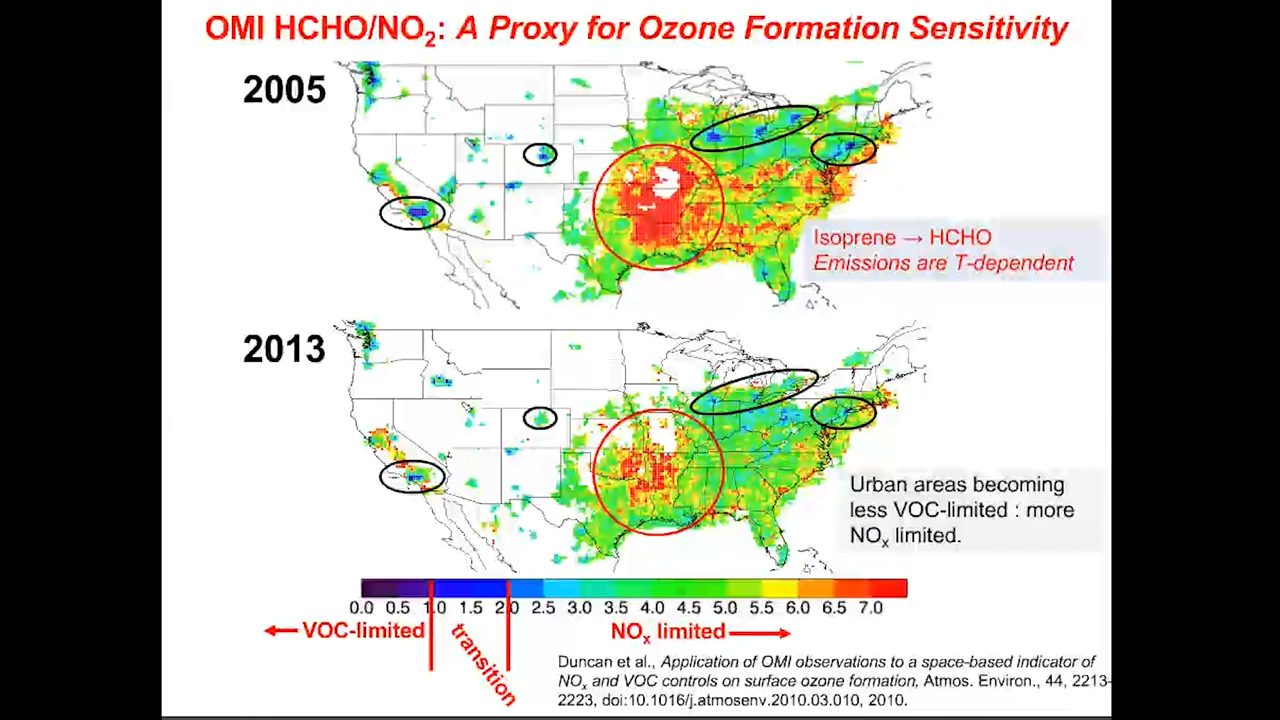 OMI HCHO/NO₂: A Proxy for Ozone Formation Sensitivity
2005
Isoprene → HCHO
Emissions are T-dependent
2013
Urban areas becoming
less VOC-limited : more
NOₓ limited.
0.0 0.5 1.0 1.5 2.0 2.5 3.0 3.5 4.0 4.5 5.0 5.5 6.0 6.5 7.0
VOC-limited
transition
NOₓ limited
Duncan et al., Application of OMI observations to a space-based indicator of
NOₓ and VOC controls on surface ozone formation, Atmos. Environ., 44, 2213-
2223, doi:10.1016/j.atmosenv.2010.03.010, 2010.